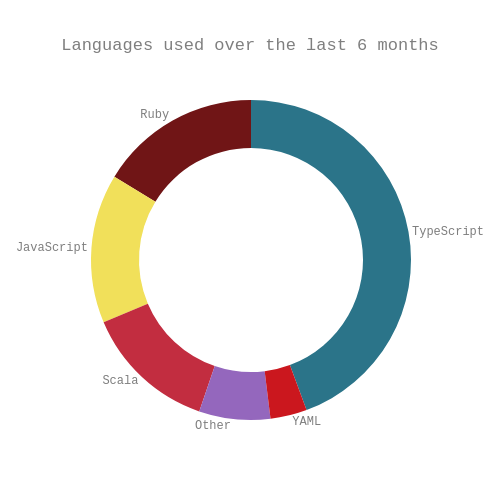 Languages used over the last 6 months
Ruby
TypeScript
JavaScript
Scala
YAML
Other